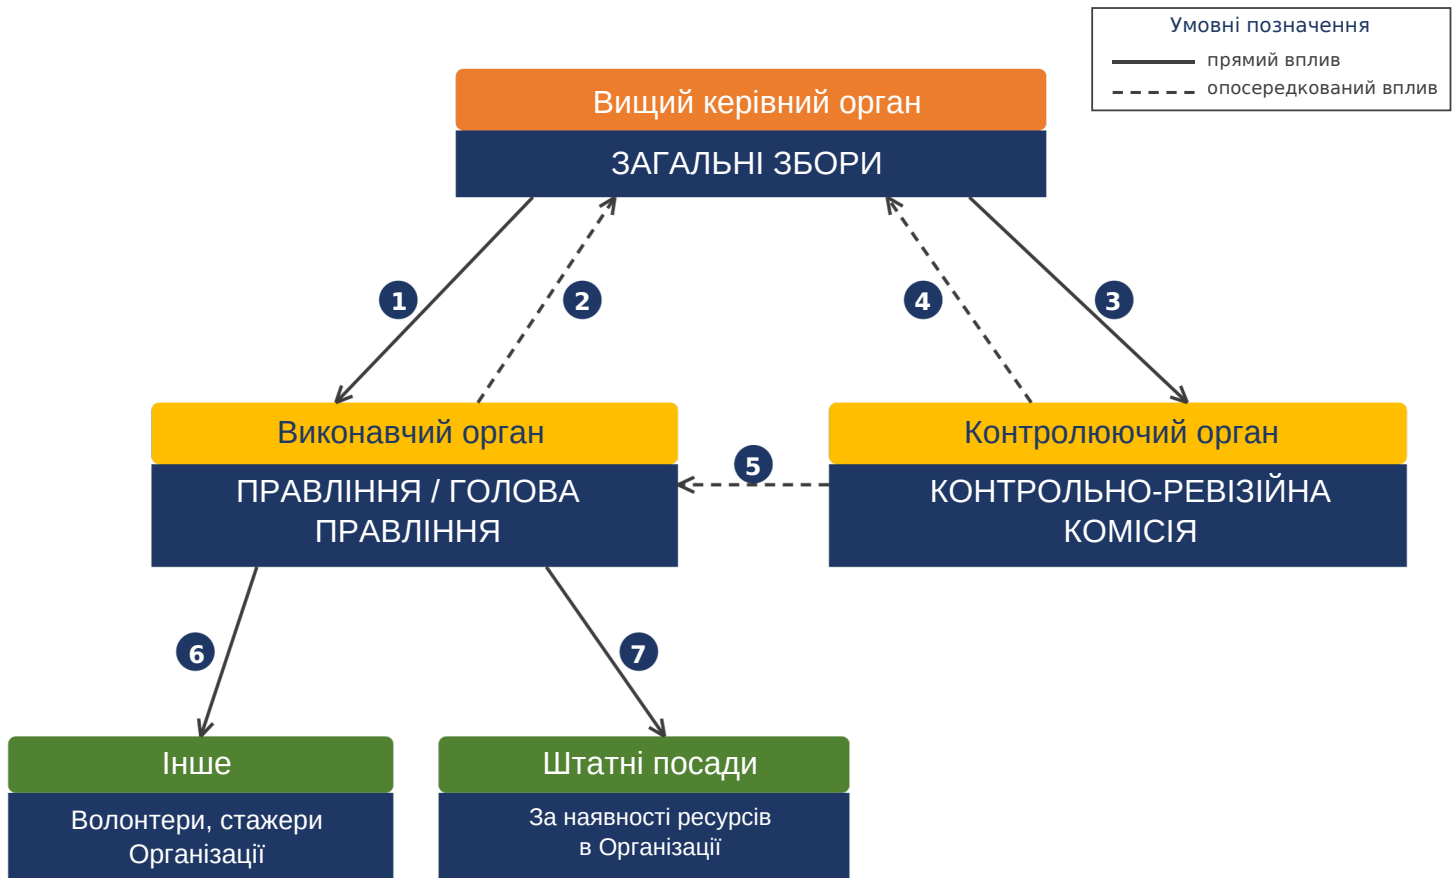 Умовні позначення
прямий вплив
опосередкований вплив
Вищий керівний орган
ЗАГАЛЬНІ ЗБОРИ
1
2
4
3
Виконавчий орган
ПРАВЛІННЯ / ГОЛОВА
ПРАВЛІННЯ
5
Контролюючий орган
КОНТРОЛЬНО-РЕВІЗІЙНА
КОМІСІЯ
6
7
Інше
Волонтери, стажери
Організації
Штатні посади
За наявності ресурсів
в Організації